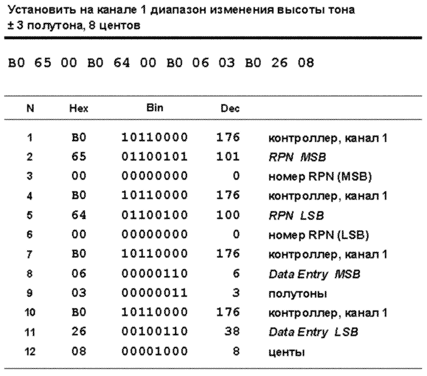 Установить на канале 1 диапазон изменения высоты тона
± 3 полутона, 8 центов
B0 65 00 B0 64 00 B0 06 03 B0 26 08
N Hex Bin Dec
1 B0 10110000 176 контроллер, канал 1
2 65 01100101 101 RPN MSB
3 00 00000000 0 номер RPN (MSB)
4 B0 10110000 176 контроллер, канал 1
5 64 01100100 100 RPN LSB
6 00 00000000 0 номер RPN (LSB)
7 B0 10110000 176 контроллер, канал 1
8 06 00000110 6 Data Entry MSB
9 03 00000011 3 полутоны
10 B0 10110000 176 контроллер, канал 1
11 26 00100110 38 Data Entry LSB
12 08 00001000 8 центы